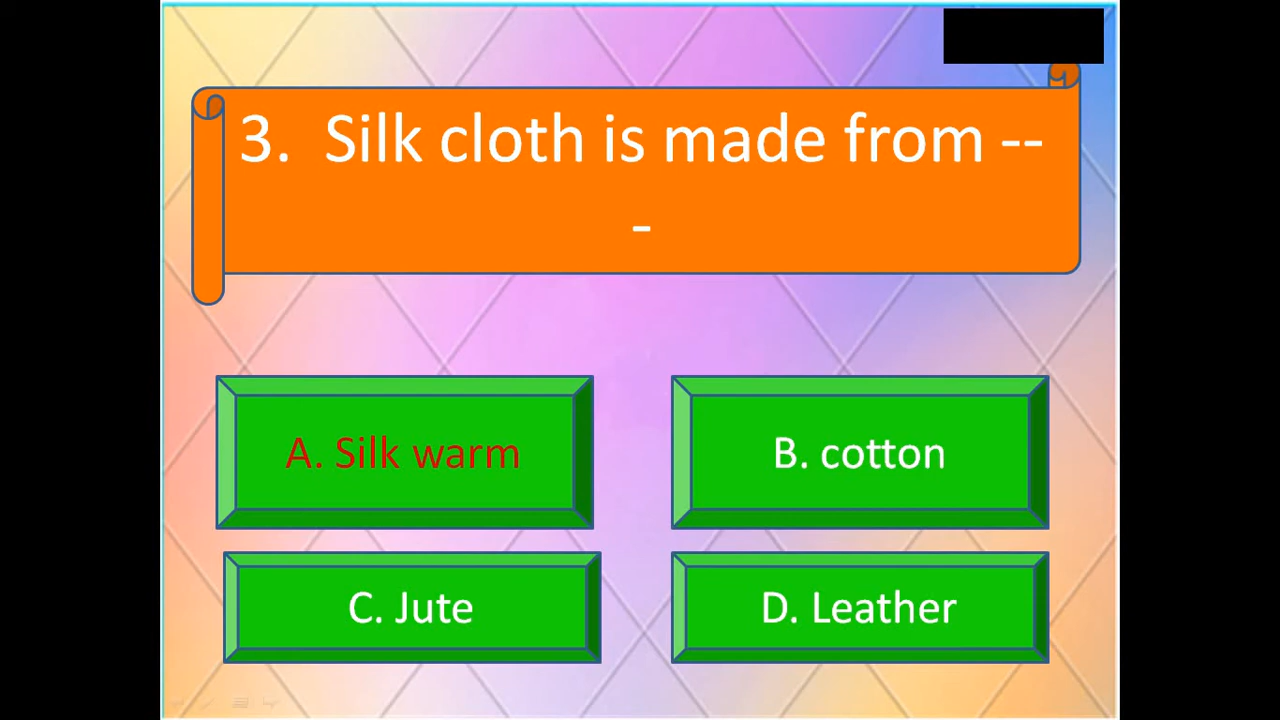 3. Silk cloth is made from --
-
A. Silk warm
B. cotton
C. Jute
D. Leather